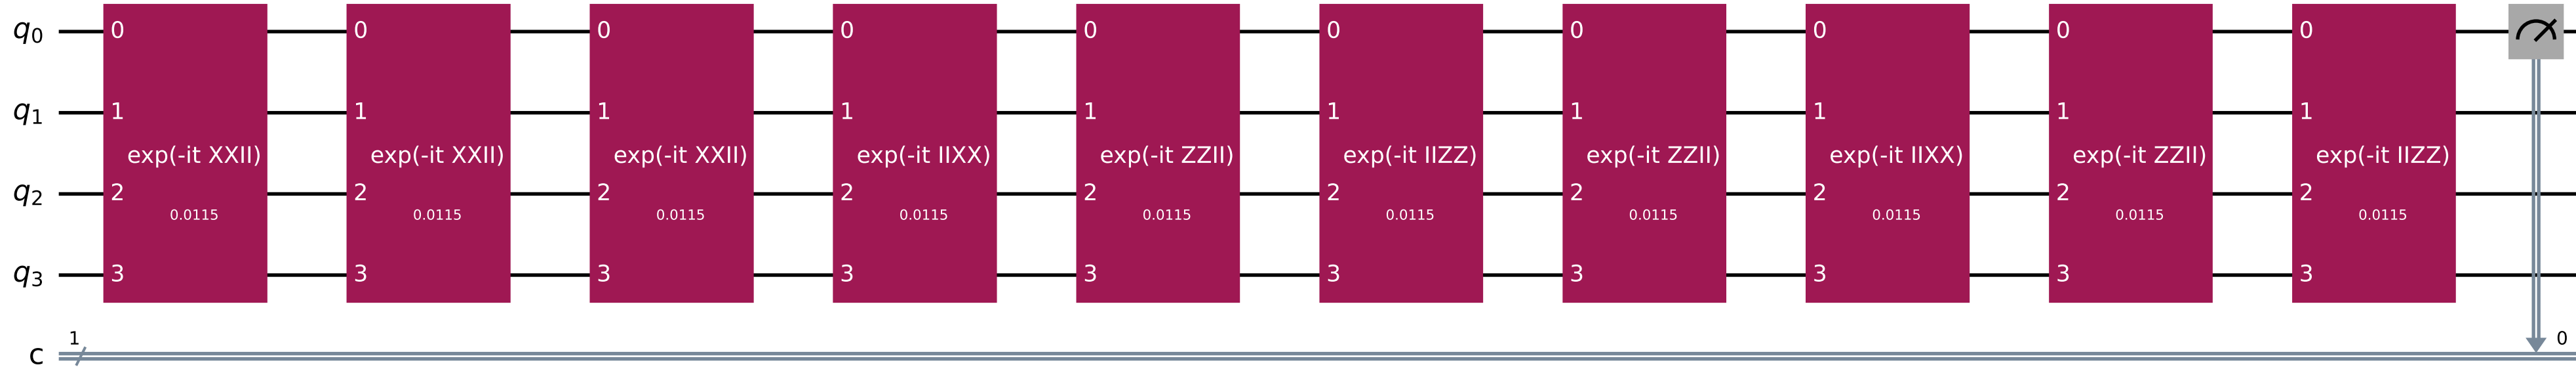 q0 0 0 0 0 0 0 0 0 0 0
q1 1 1 1 1 1 1 1 1 1 1
exp(-it XXII) exp(-it XXII) exp(-it XXII) exp(-it IIXX) exp(-it ZZII) exp(-it IIZZ) exp(-it ZZII) exp(-it IIXX) exp(-it ZZII) exp(-it IIZZ)
q2 2 2 2 2 2 2 2 2 2 2
0.0115 0.0115 0.0115 0.0115 0.0115 0.0115 0.0115 0.0115 0.0115 0.0115
q3 3 3 3 3 3 3 3 3 3 3
1 0
c